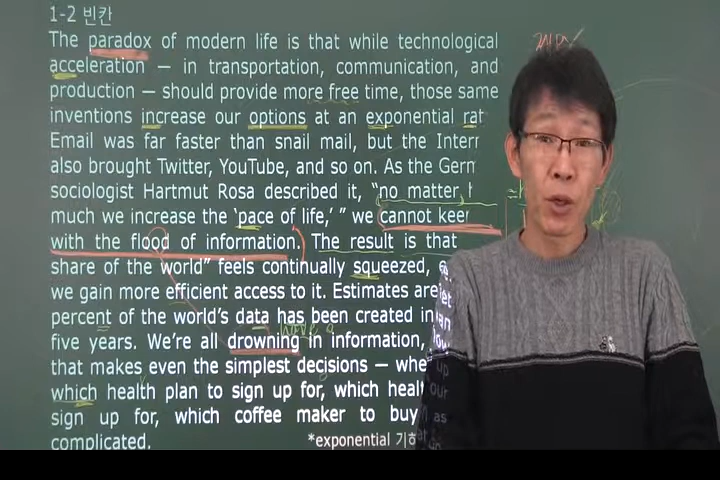 1-2 빈칸
The paradox of modern life is that while technological
acceleration — in transportation, communication, and
production — should provide more free time, those same
inventions increase our options at an exponential
Email was far faster than snail mail, but the
also brought Twitter, YouTube, and so on. As the
sociologist Hartmut Rosa described it, "no matter
much we increase the 'pace of life,' " we cannot
with the flood of information. The result is that
share of the world" feels continually squeezed,
we gain more efficient access to it. Estimates are
percent of the world's data has been created in
five years. We're all drowning in information,
that makes even the simplest decisions —
which health plan to sign up for, which
sign up for, which coffee maker to buy
complicated.
*exponential